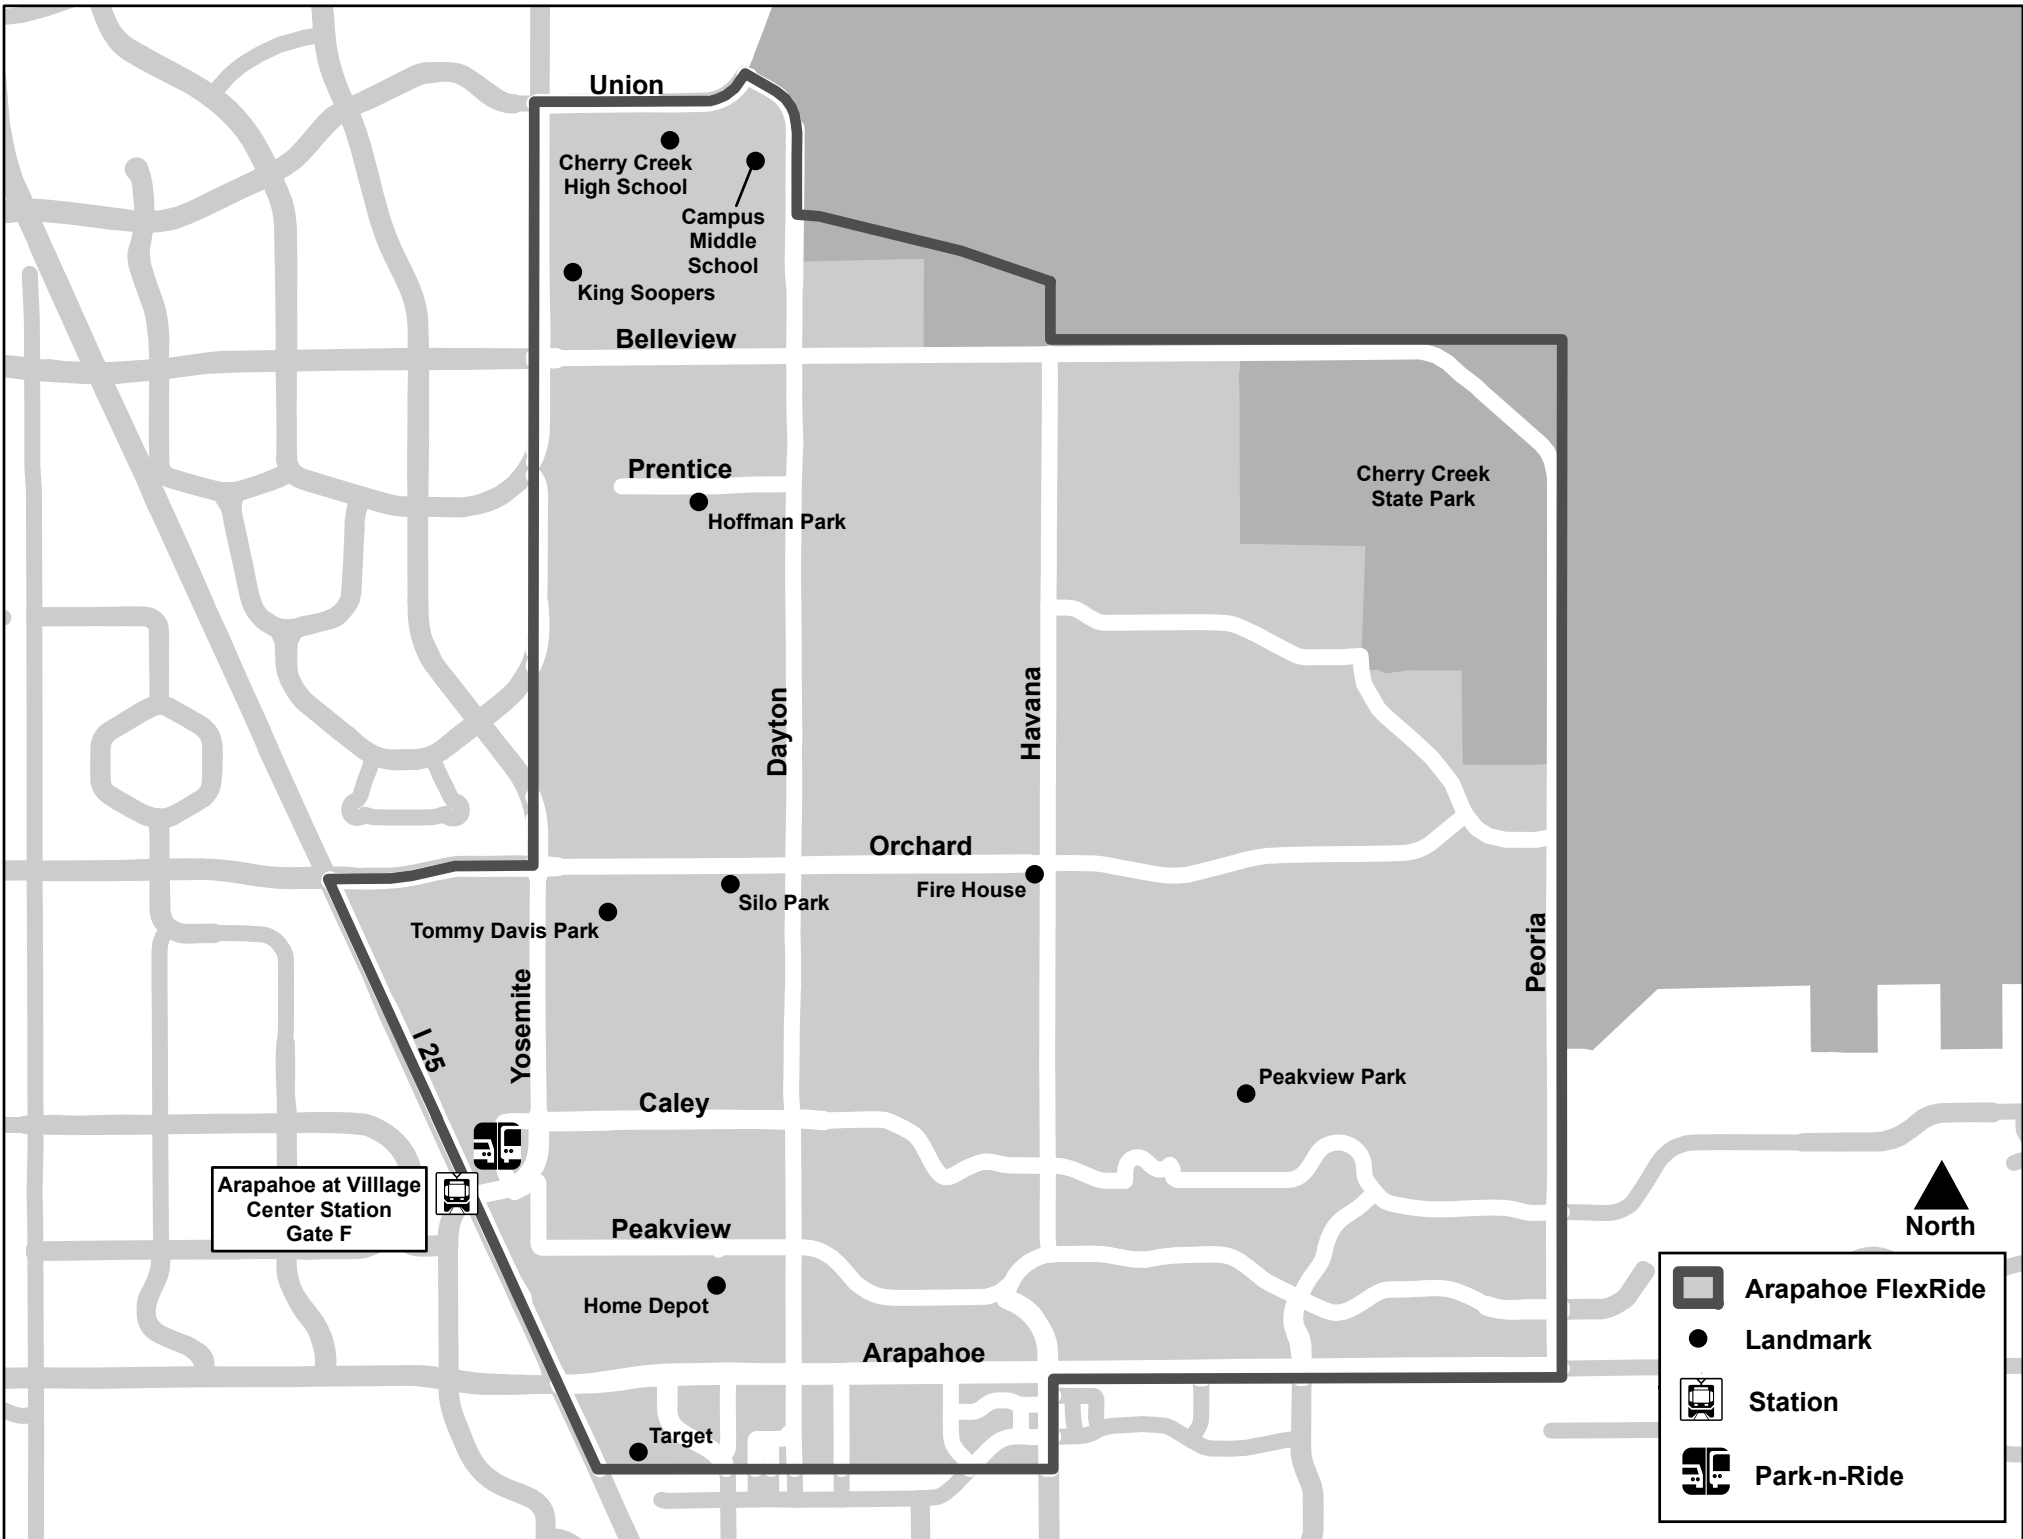 Union
Cherry Creek
High School
Campus
Middle
School
King Soopers
Belleview
Prentice
Hoffman Park
Cherry Creek
State Park
Dayton
Havana
Orchard
Fire House
Silo Park
Tommy Davis Park
Peoria
Yosemite
I 25
Peakview Park
Caley
Arapahoe at Villlage
Center Station
Gate F
Peakview
Home Depot
Arapahoe
Target
North
Arapahoe FlexRide
Landmark
Station
Park-n-Ride